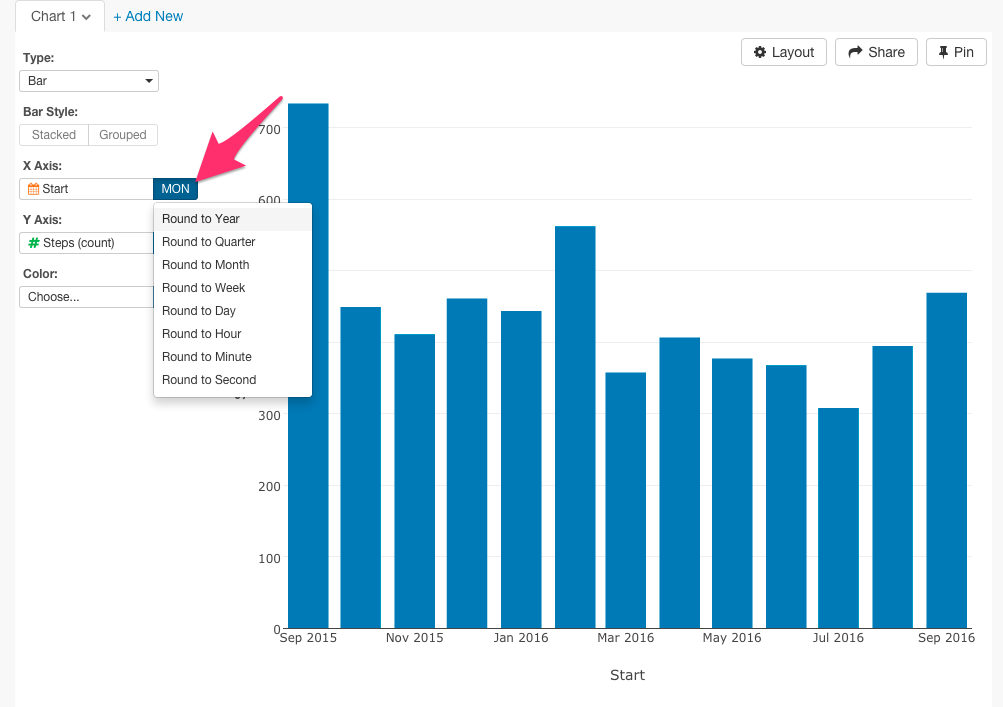 Chart 1
+ Add New
Layout
Share
Pin
Type:
Bar
Bar Style:
Stacked
Grouped
X Axis:
Start
MON
Y Axis:
# Steps (count)
Color:
Choose...
Round to Year
Round to Quarter
Round to Month
Round to Week
Round to Day
Round to Hour
Round to Minute
Round to Second
700
600
300
200
100
0
Sep 2015
Nov 2015
Jan 2016
Mar 2016
May 2016
Jul 2016
Sep 2016
Start